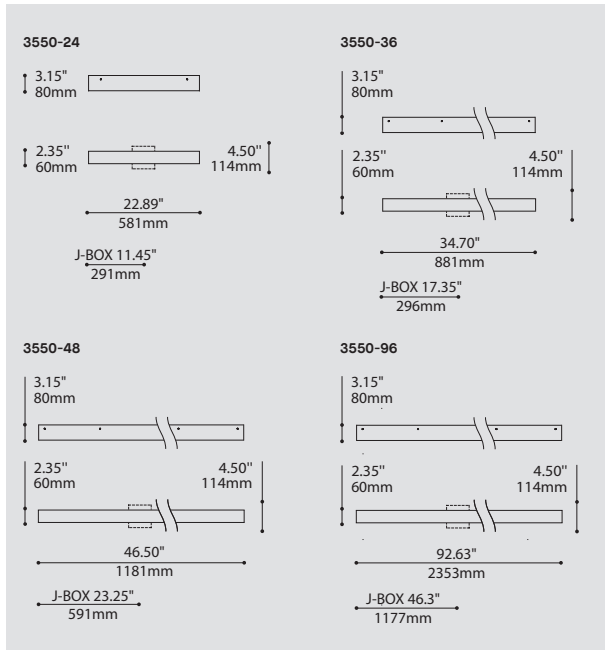 3550-24
3.15"
80mm
2.35"
60mm
4.50"
114mm
22.89"
581mm
J-BOX 11.45"
291mm
3550-36
3.15"
80mm
2.35"
60mm
4.50"
114mm
34.70"
881mm
J-BOX 17.35"
296mm
3550-48
3.15"
80mm
2.35"
60mm
4.50"
114mm
46.50"
1181mm
J-BOX 23.25"
591mm
3550-96
3.15"
80mm
2.35"
60mm
4.50"
114mm
92.63"
2353mm
J-BOX 46.3"
1177mm